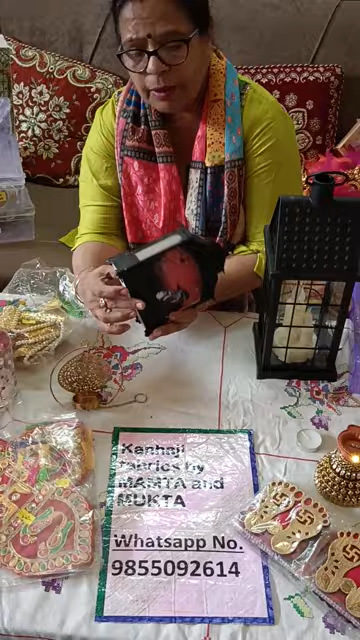 Kanhaji
fabrics by
MAMTA and
MUKTA
Whatsapp No.
9855092614